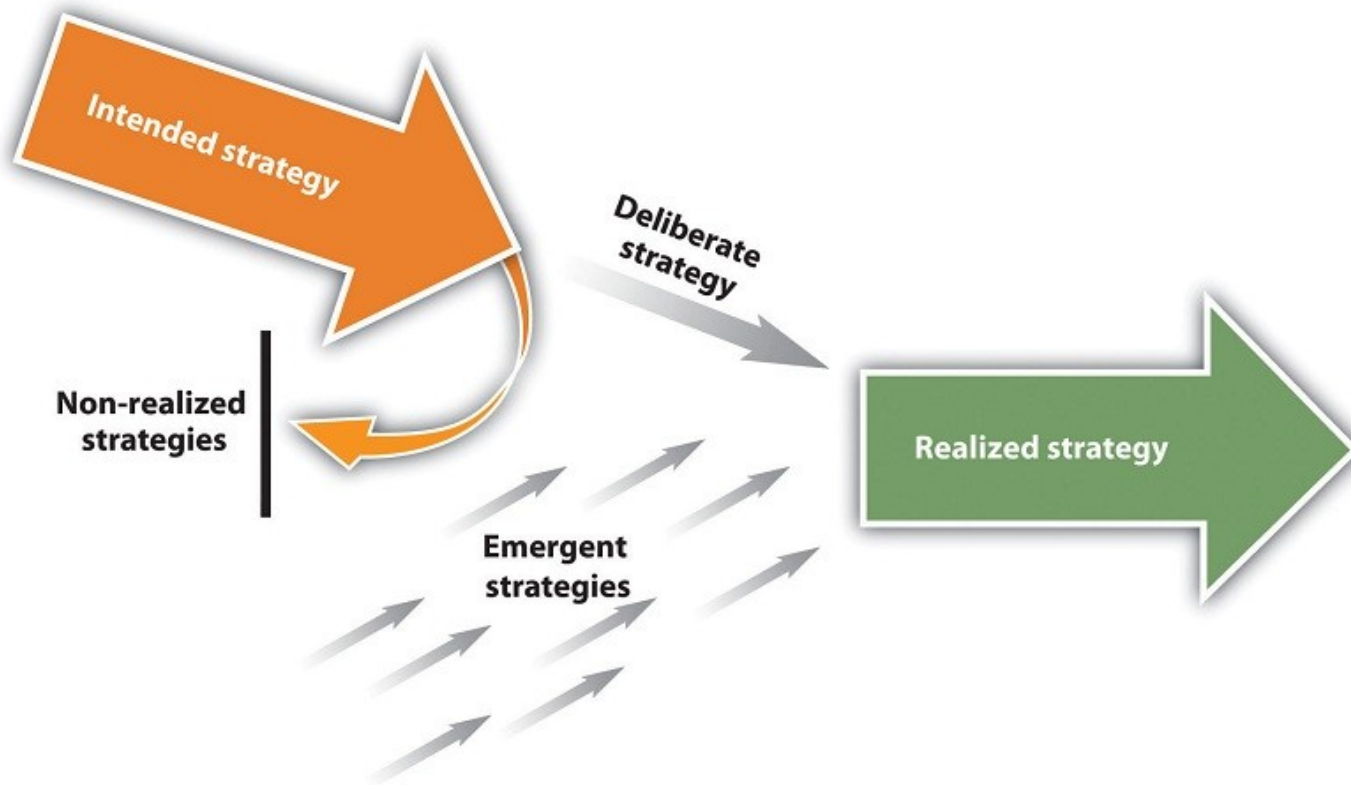 Intended strategy
Deliberate
strategy
Non-realized
strategies
Realized strategy
Emergent
strategies